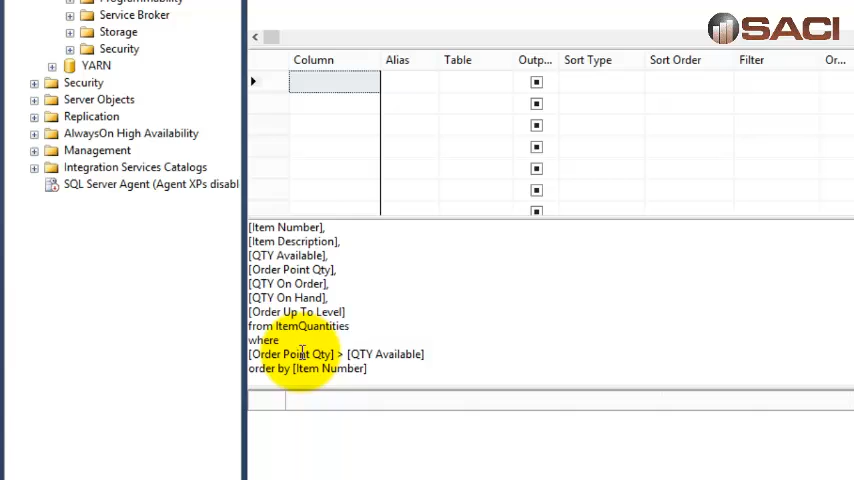 Programmability
Service Broker
Storage
Security
YARN
Security
Server Objects
Replication
AlwaysOn High Availability
Management
Integration Services Catalogs
SQL Server Agent (Agent XPs disabl
SACI
Column Alias Table Outp... Sort Type Sort Order Filter Or...
[Item Number],
[Item Description],
[QTY Available],
[Order Point Qty],
[QTY On Order],
[QTY On Hand],
[Order Up To Level]
from ItemQuantities
where
[Order Point Qty] > [QTY Available]
order by [Item Number]